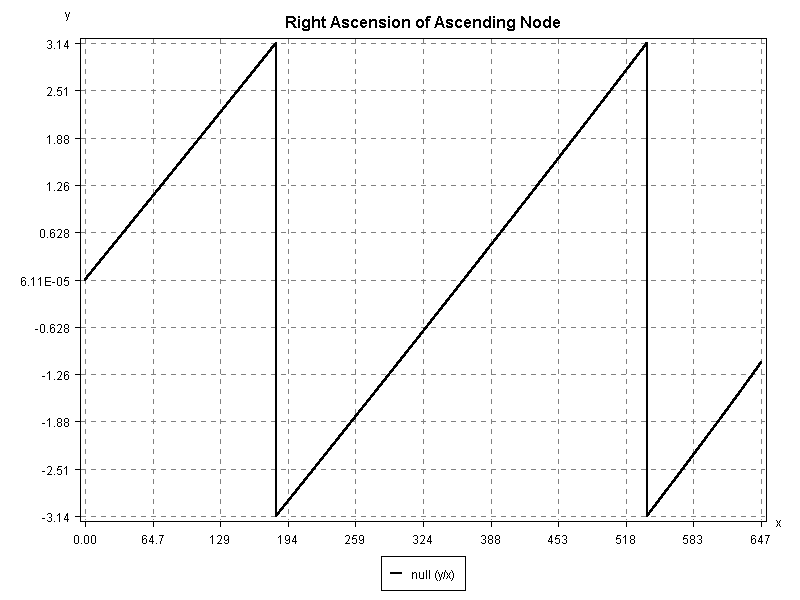 Right Ascension of Ascending Node
y
3.14
2.51
1.88
1.26
0.628
6.11E-05
-0.628
-1.26
-1.88
-2.51
-3.14
0.00 64.7 129 194 259 324 388 453 518 583 647
x
null (y/x)